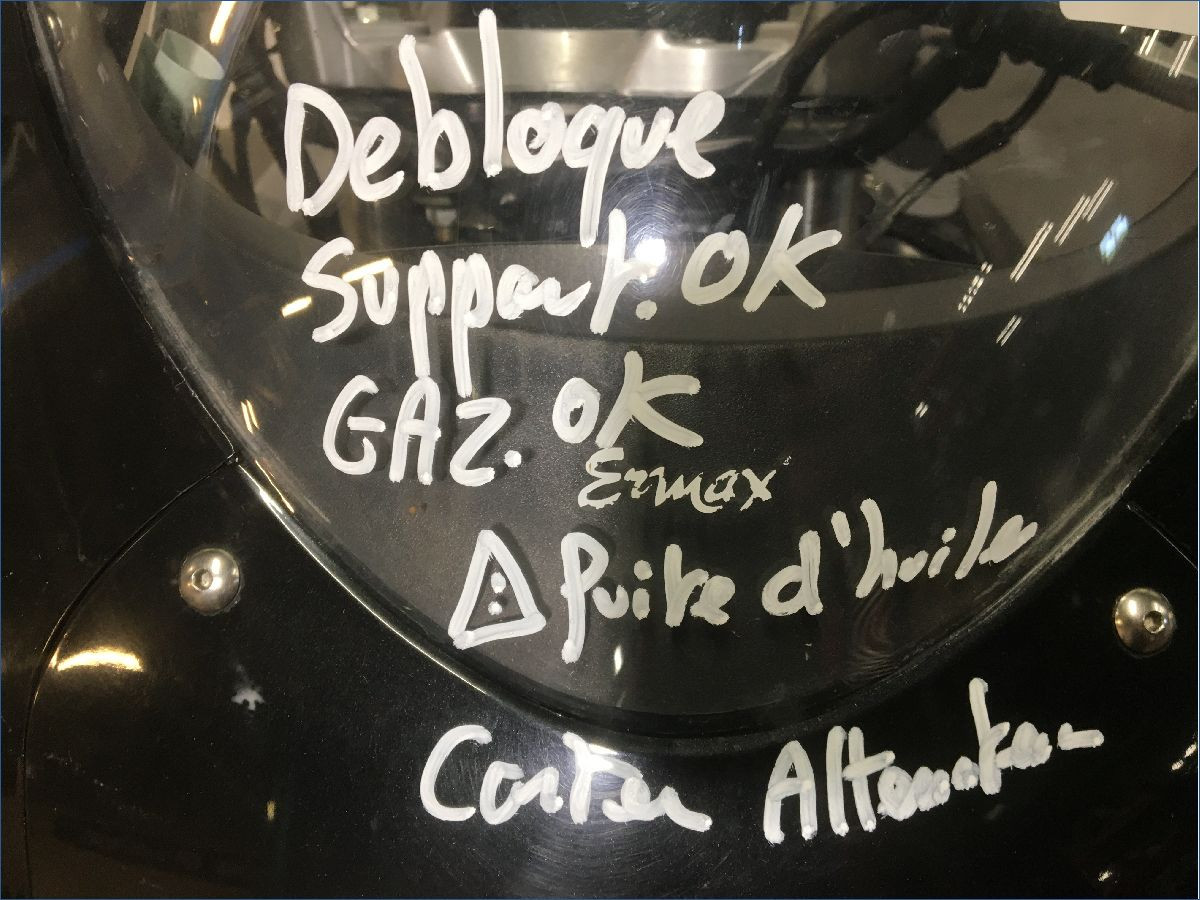 Debloque
Support. OK
GAZ. OK
Ermax
⚠ fuite d'huile
Carter Alternateur